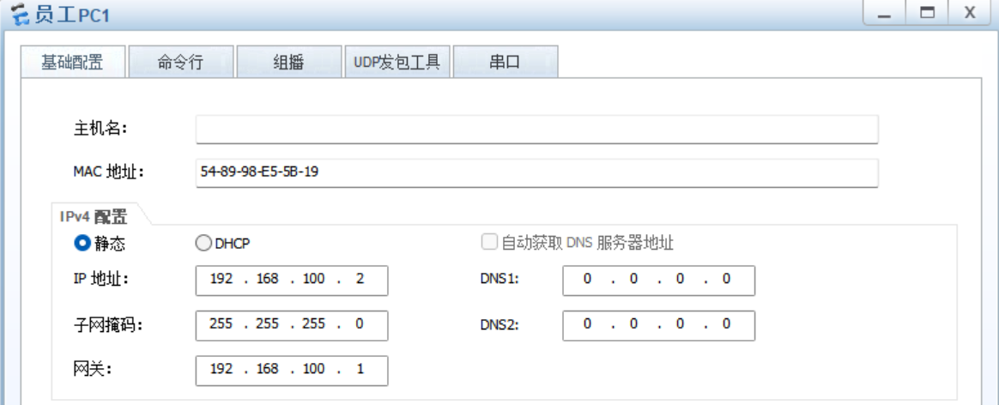 员工PC1
基础配置 命令行 组播 UDP发包工具 串口
主机名：
MAC 地址： 54-89-98-E5-5B-19
IPv4 配置
静态 DHCP 自动获取 DNS 服务器地址
IP 地址： 192 . 168 . 100 . 2 DNS1: 0 . 0 . 0 . 0
子网掩码： 255 . 255 . 255 . 0 DNS2: 0 . 0 . 0 . 0
网关： 192 . 168 . 100 . 1